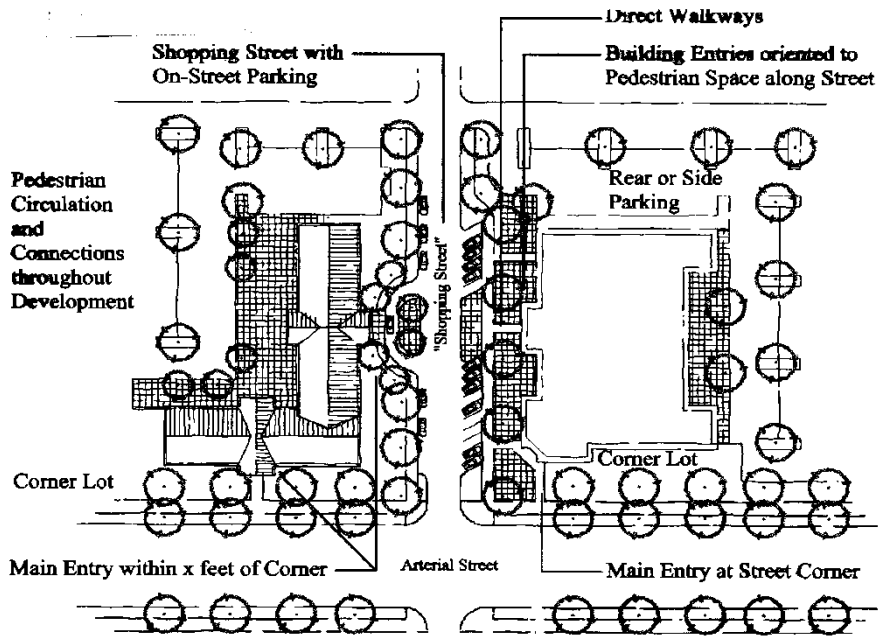 Direct Walkways
Shopping Street with
On-Street Parking
Building Entries oriented to
Pedestrian Space along Street
Pedestrian
Circulation
and
Connections
throughout
Development
Rear or Side
Parking
"Shopping Street"
Corner Lot
Corner Lot
Main Entry within x feet of Corner
Arterial Street
Main Entry at Street Corner